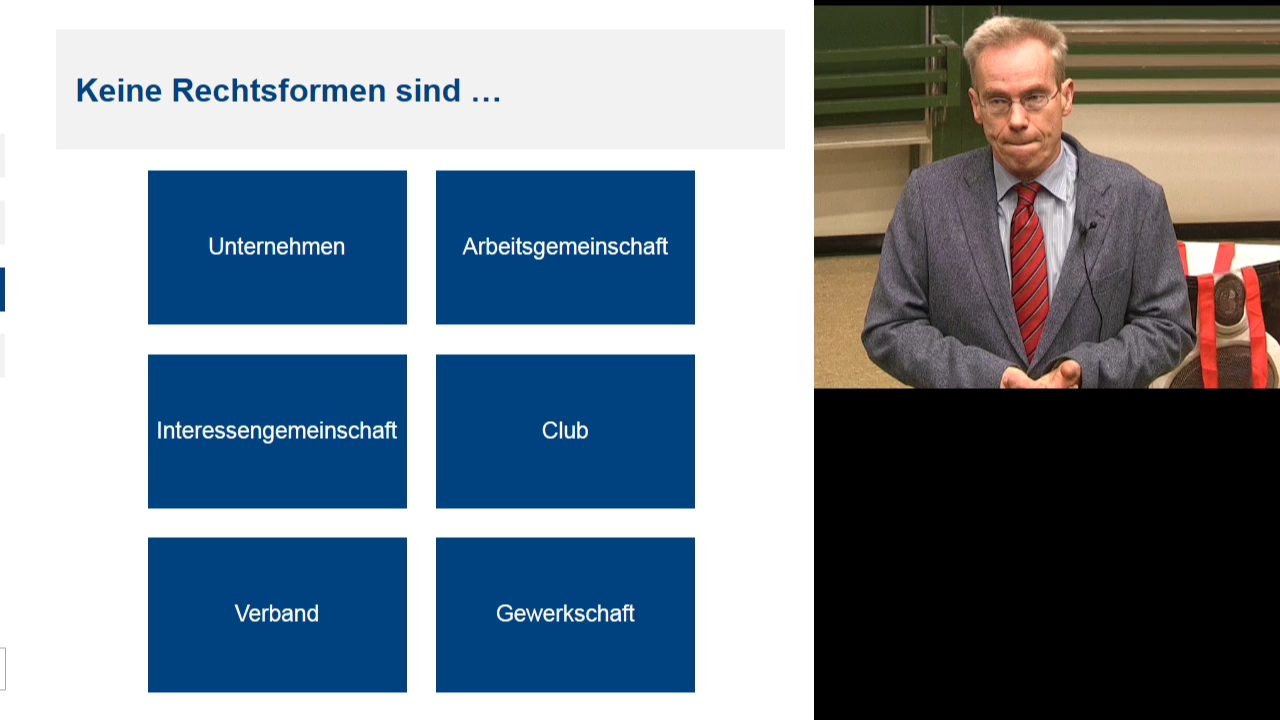 Keine Rechtsformen sind …
Unternehmen
Arbeitsgemeinschaft
Interessengemeinschaft
Club
Verband
Gewerkschaft